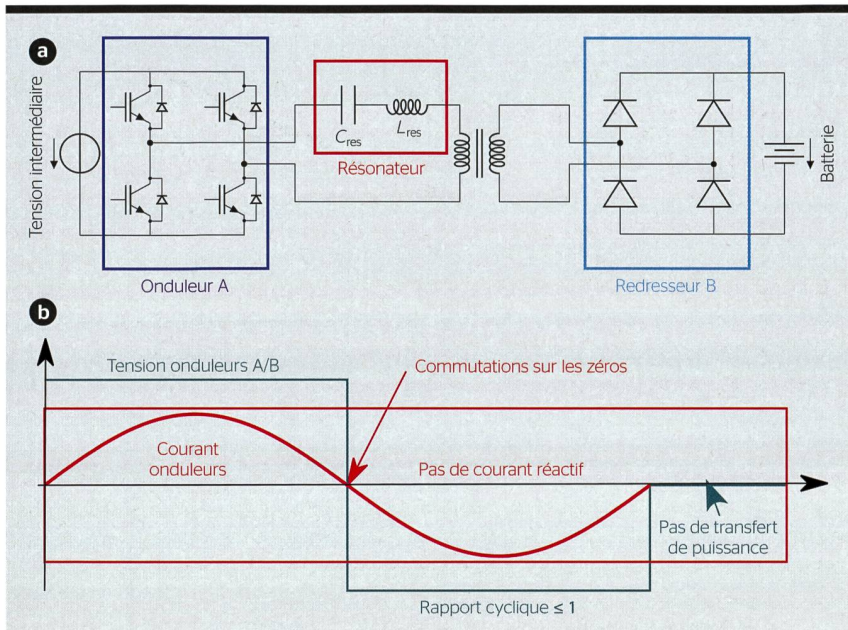 a
Tension intermédiaire
C_res
L_res
Résonateur
Batterie
Onduleur A
Redresseur B
b
Tension onduleurs A/B
Commutations sur les zéros
Courant
onduleurs
Pas de courant réactif
Pas de transfert
de puissance
Rapport cyclique ≤ 1